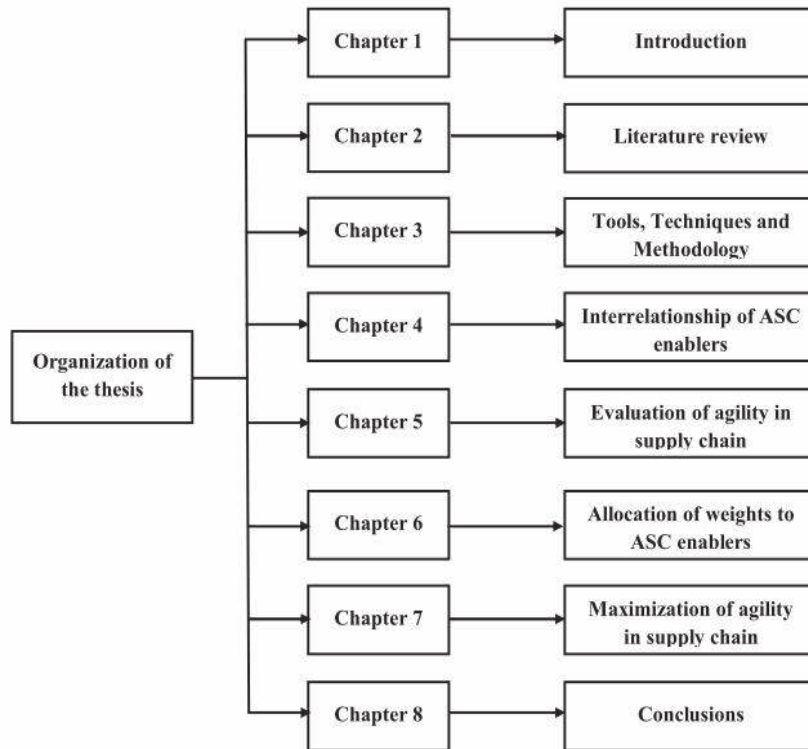 Chapter 1
Introduction
Chapter 2
Literature review
Chapter 3
Tools, Techniques and
Methodology
Chapter 4
Interrelationship of ASC
enablers
Organization of
the thesis
Chapter 5
Evaluation of agility in
supply chain
Chapter 6
Allocation of weights to
ASC enablers
Chapter 7
Maximization of agility
in supply chain
Chapter 8
Conclusions